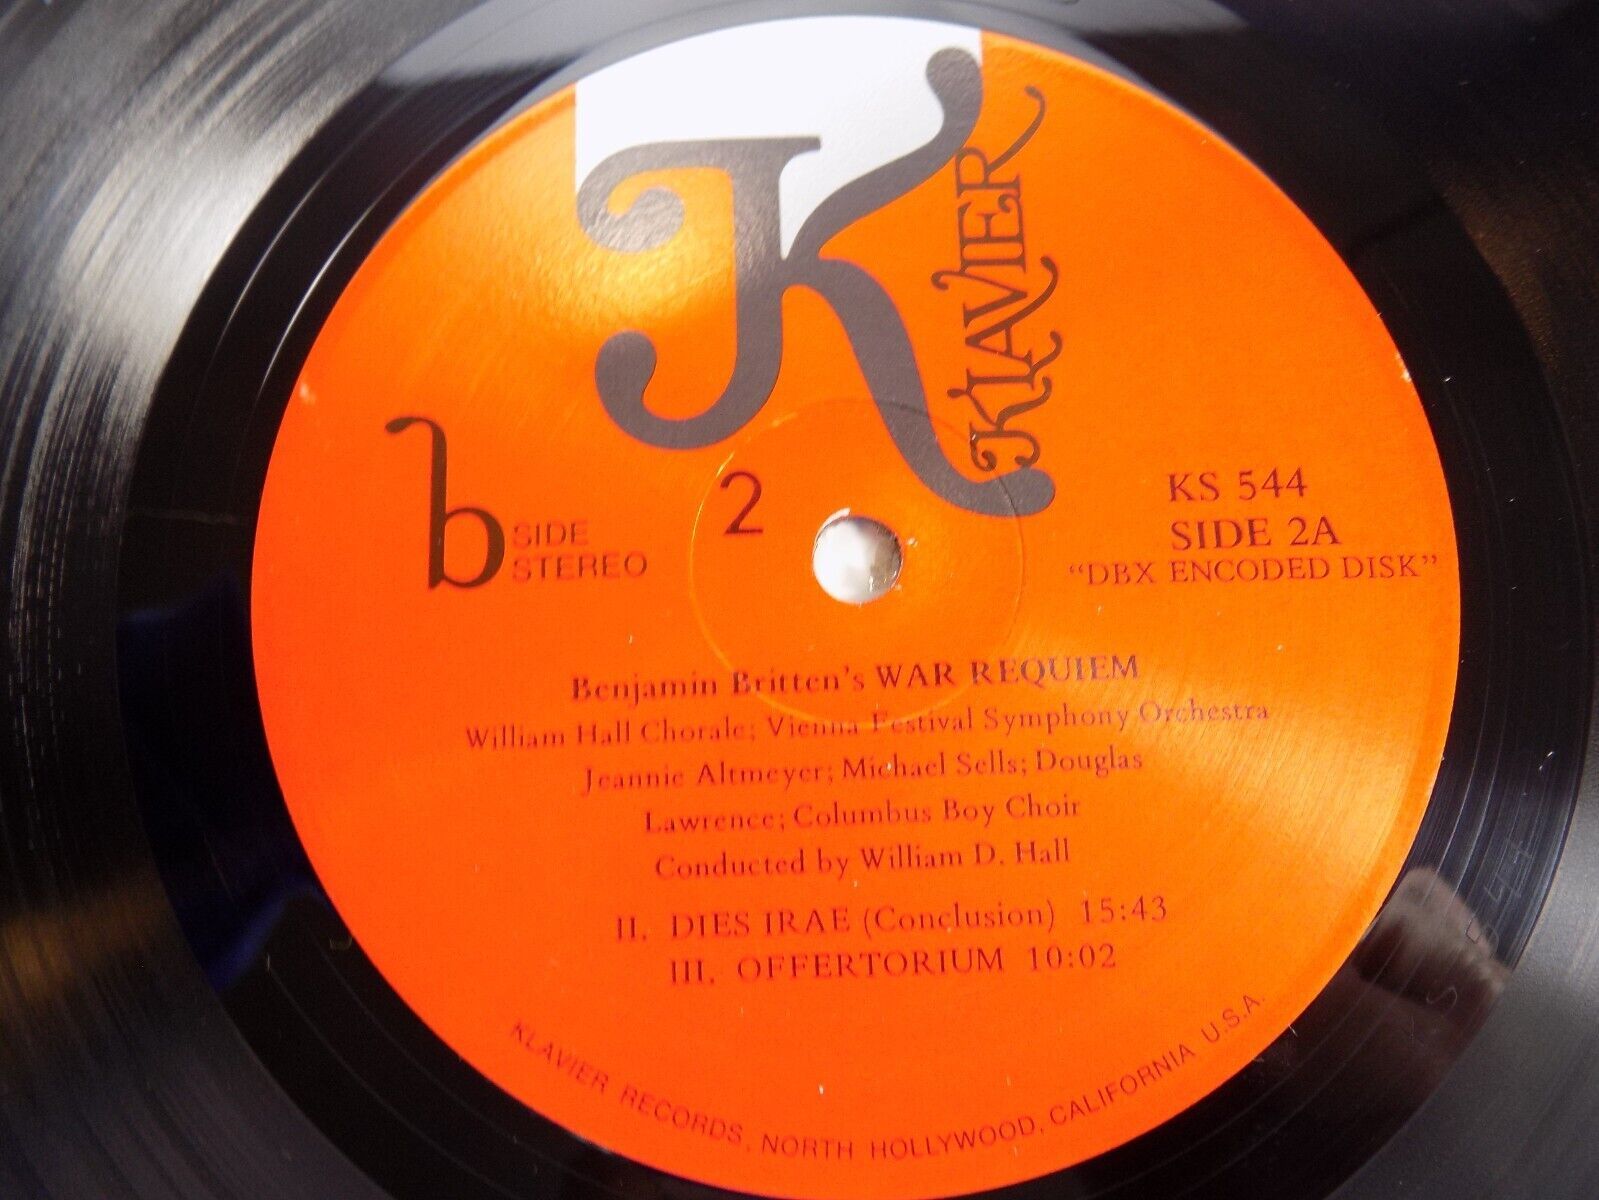 K
KLAVIER
b SIDE
STEREO
2
KS 544
SIDE 2A
"DBX ENCODED DISK"
Benjamin Britten's WAR REQUIEM
William Hall Chorale; Vienna Festival Symphony Orchestra
Jeannie Altmeyer; Michael Sells; Douglas
Lawrence; Columbus Boy Choir
Conducted by William D. Hall
II. DIES IRAE (Conclusion) 15:43
III. OFFERTORIUM 10:02
KLAVIER RECORDS, NORTH HOLLYWOOD, CALIFORNIA U.S.A.